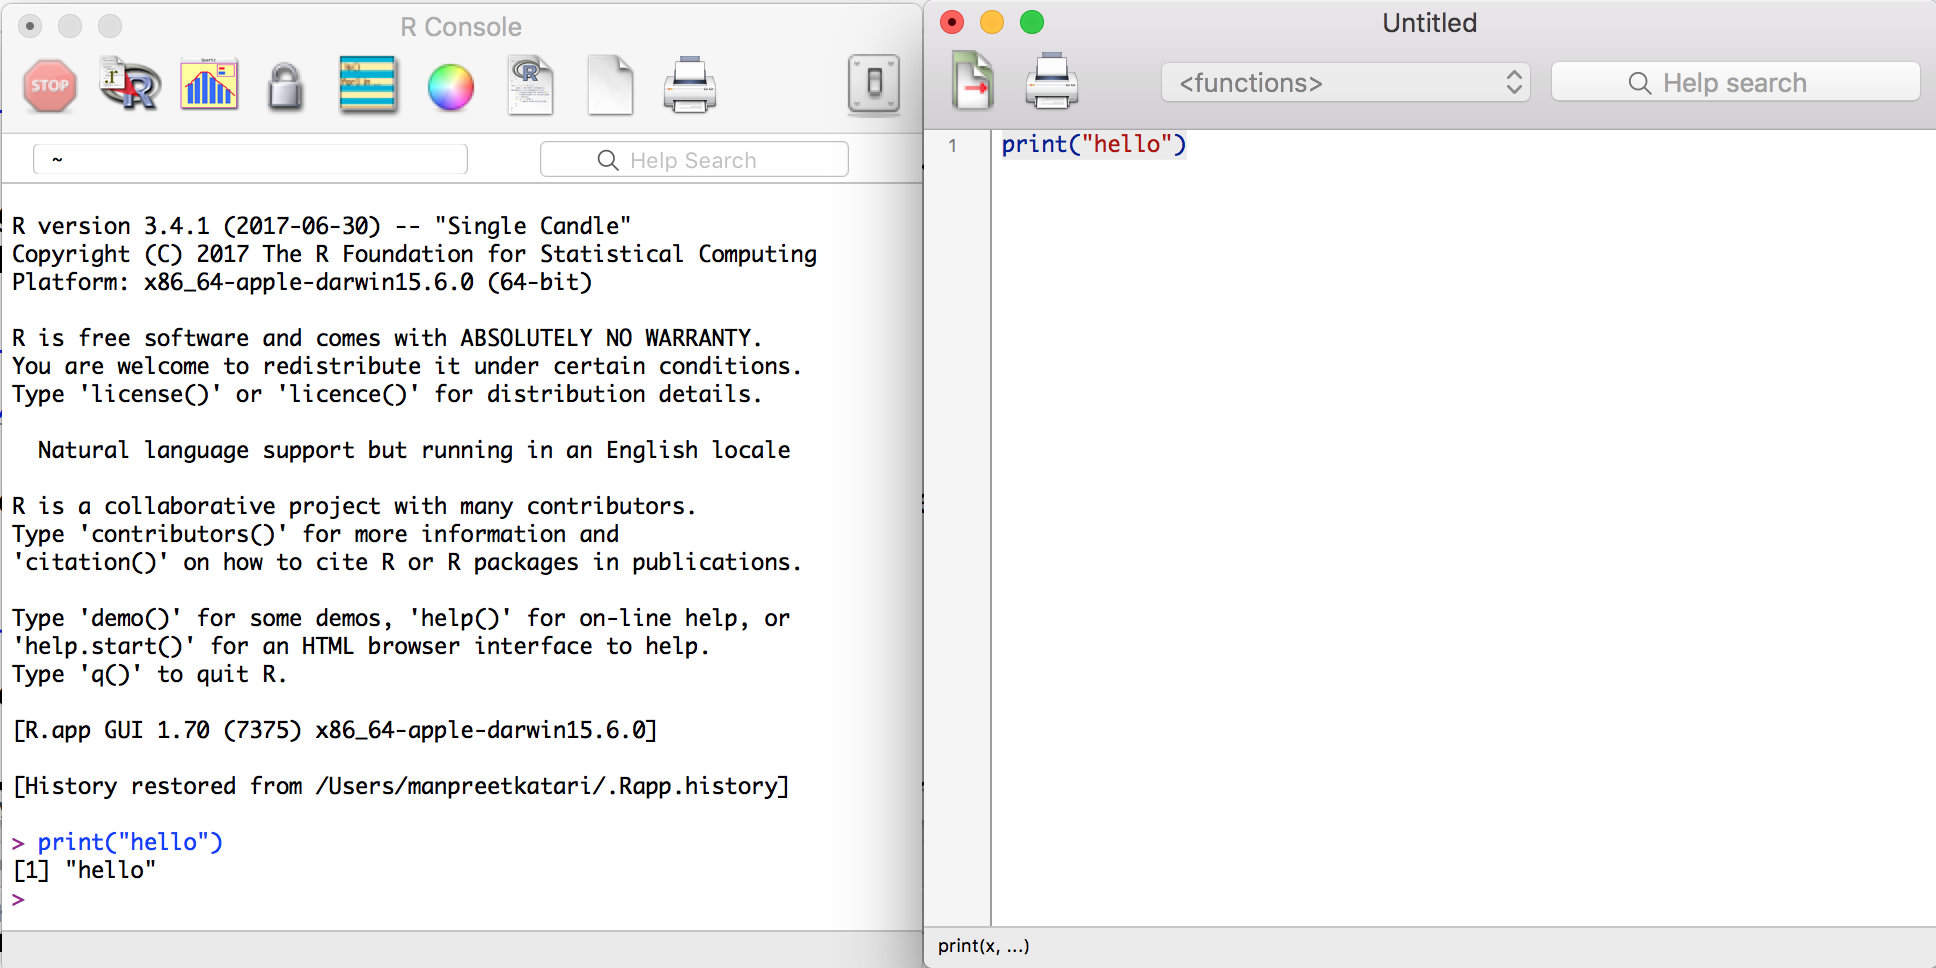 R Console
STOP
~
Help Search
R version 3.4.1 (2017-06-30) -- "Single Candle"
Copyright (C) 2017 The R Foundation for Statistical Computing
Platform: x86_64-apple-darwin15.6.0 (64-bit)
R is free software and comes with ABSOLUTELY NO WARRANTY.
You are welcome to redistribute it under certain conditions.
Type 'license()' or 'licence()' for distribution details.
Natural language support but running in an English locale
R is a collaborative project with many contributors.
Type 'contributors()' for more information and
'citation()' on how to cite R or R packages in publications.
Type 'demo()' for some demos, 'help()' for on-line help, or
'help.start()' for an HTML browser interface to help.
Type 'q()' to quit R.
[R.app GUI 1.70 (7375) x86_64-apple-darwin15.6.0]
[History restored from /Users/manpreetkatari/.Rapp.history]
> print("hello")
[1] "hello"
>
Untitled
<functions>
Help search
1 print("hello")
print(x, ...)